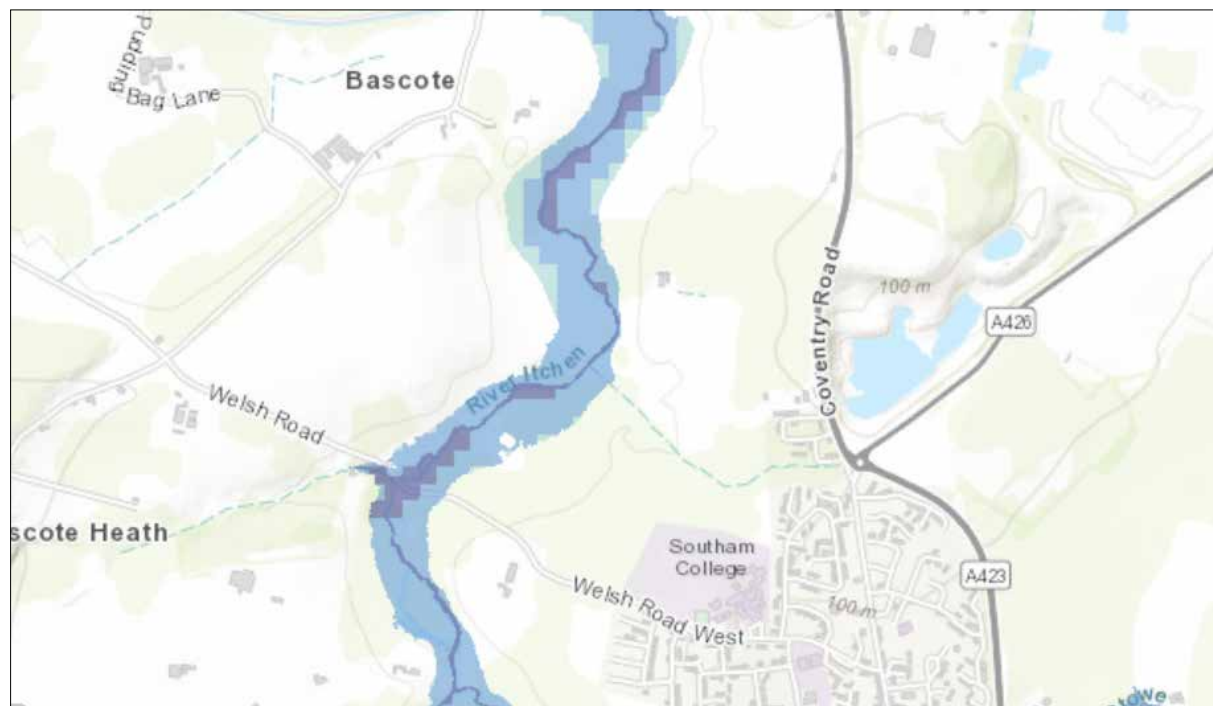 Pudding
Bag Lane
Bascote
Coventry Road
100 m
A426
River Itchen
Welsh Road
scote Heath
Southam
College
A423
100 m
Welsh Road West
towe